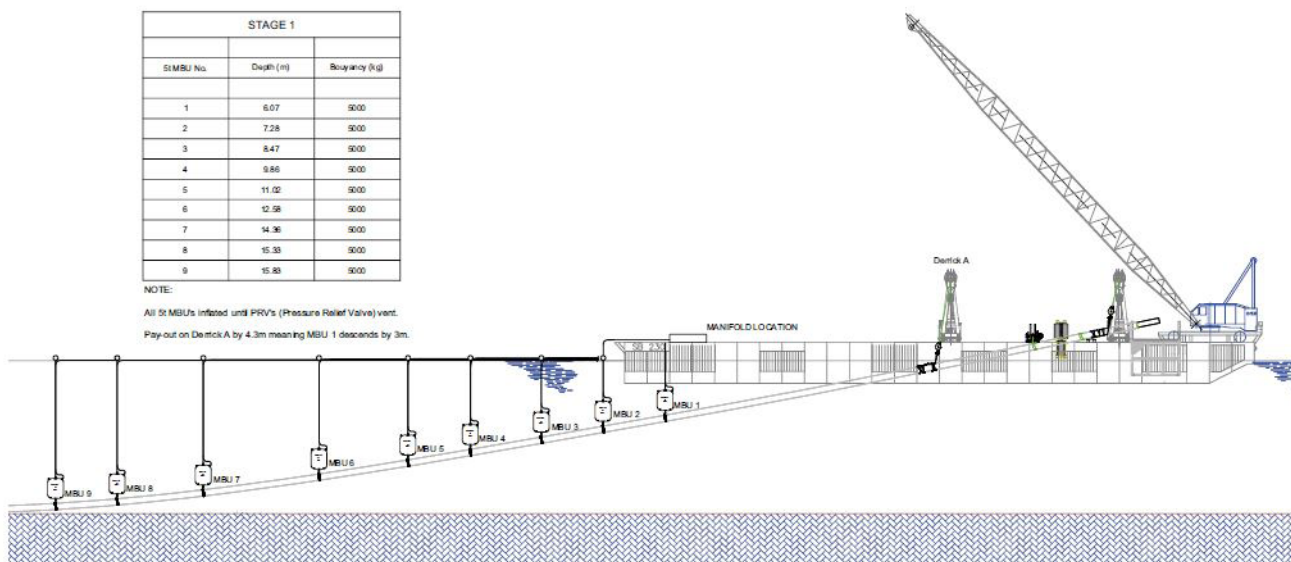 STAGE 1
5t MBU No. Depth (m) Bouyancy (kg)
1 6.07 5000
2 7.28 5000
3 8.47 5000
4 9.86 5000
5 11.02 5000
6 12.58 5000
7 14.36 5000
8 15.33 5000
9 15.83 5000
NOTE:
All 5t MBU's inflated until PRV's (Pressure Relief Valve) vent.
Pay-out on Derrick A by 4.3m meaning MBU 1 descends by 3m.
Derrick A
MANIFOLD LOCATION
SB 230
MBU 1
MBU 2
MBU 3
MBU 4
MBU 5
MBU 6
MBU 7
MBU 8
MBU 9